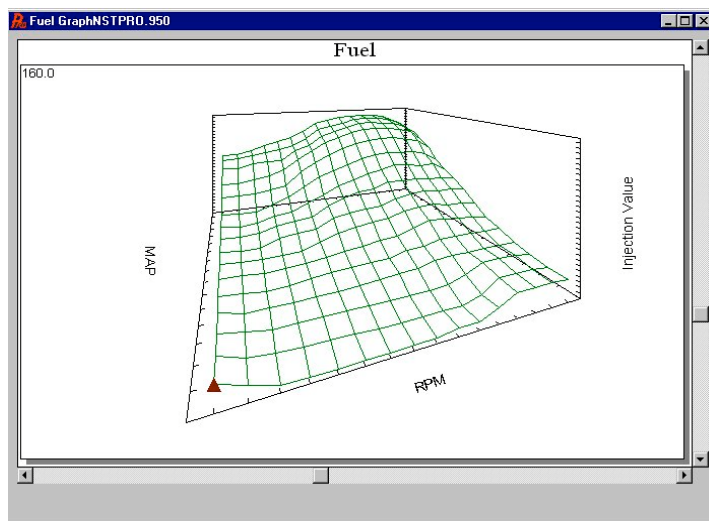 Fuel GraphNSTPRO.950
Fuel
160.0
MAP
Injection Value
RPM